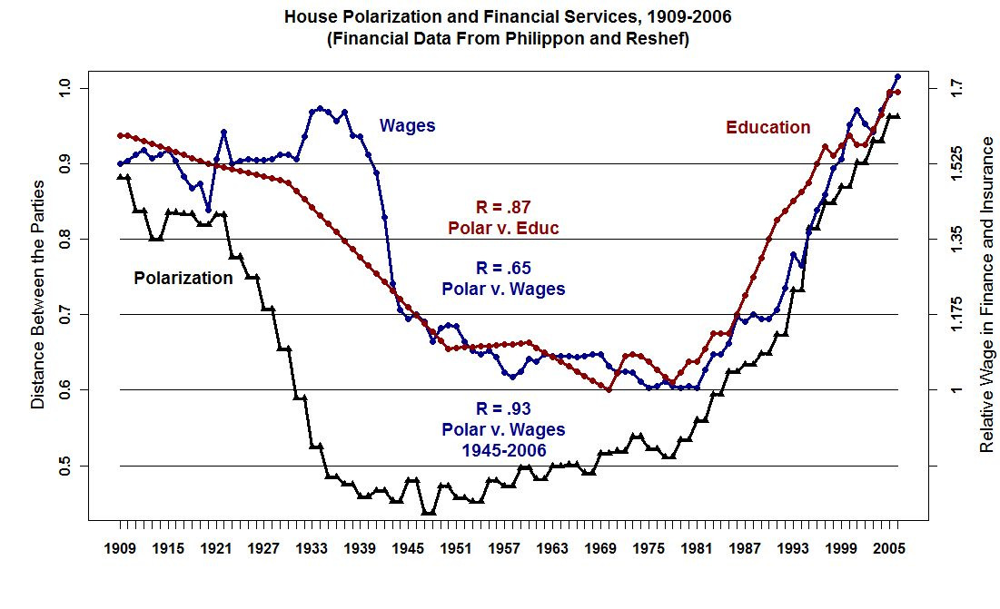 House Polarization and Financial Services, 1909-2006
(Financial Data From Philippon and Reshef)
Distance Between the Parties
1.0
0.9
0.8
0.7
0.6
0.5
Wages
Education
Polarization
R = .87
Polar v. Educ
R = .65
Polar v. Wages
R = .93
Polar v. Wages
1945-2006
1.7
1.525
1.35
1.175
1
Relative Wage in Finance and Insurance
1909 1915 1921 1927 1933 1939 1945 1951 1957 1963 1969 1975 1981 1987 1993 1999 2005